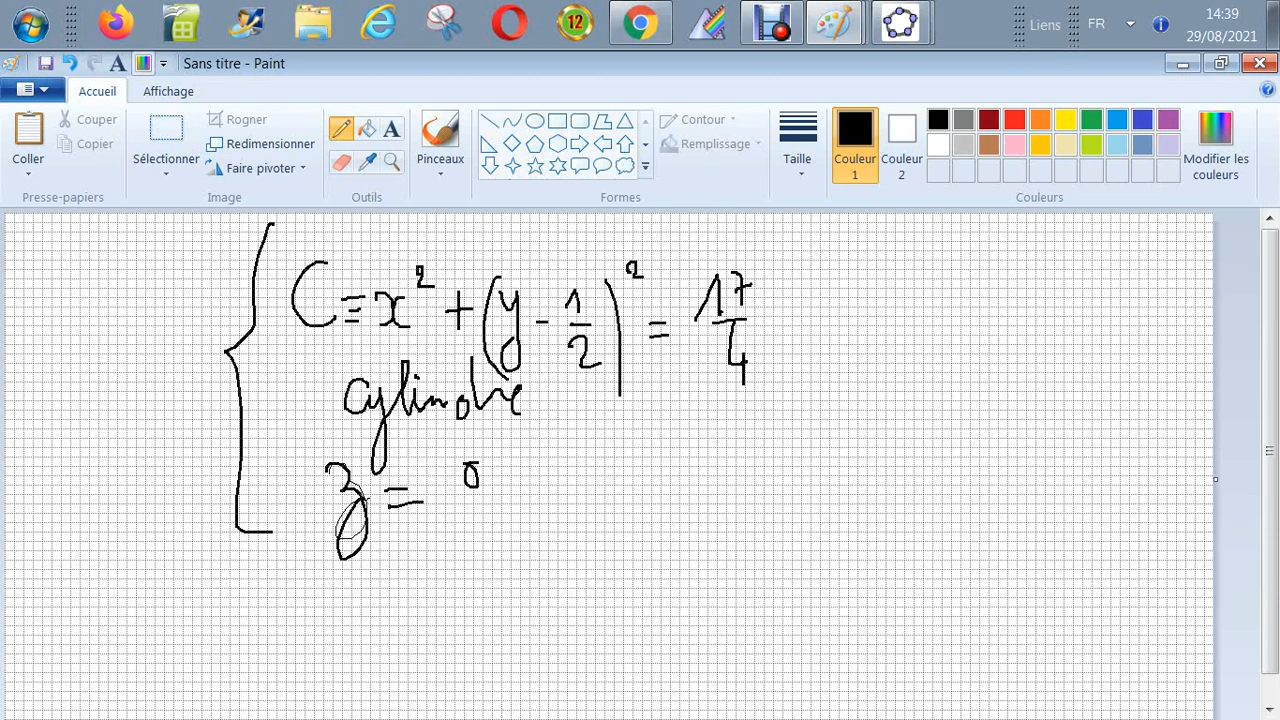 14:39
Liens FR
29/08/2021
12
Sans titre - Paint
Accueil Affichage
Coller
Couper
Copier
Presse-papiers
Sélectionner
Rogner
Redimensionner
Faire pivoter
Image
A
Outils
Pinceaux
Contour
Remplissage
Formes
Taille
Couleur 1
Couleur 2
Modifier les couleurs
Couleurs
C ≡ x² + (y - 1/2)² = 17/4
cylindre
z = 0